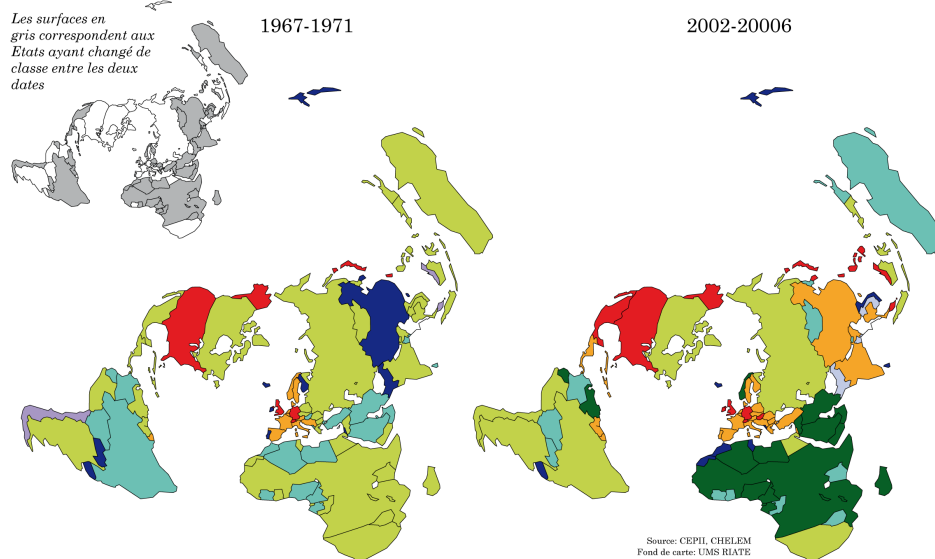 Les surfaces en
gris correspondent aux
Etats ayant changé de
classe entre les deux
dates
1967-1971
2002-20006
Source: CEPII, CHELEM
Fond de carte: UMS RIATE